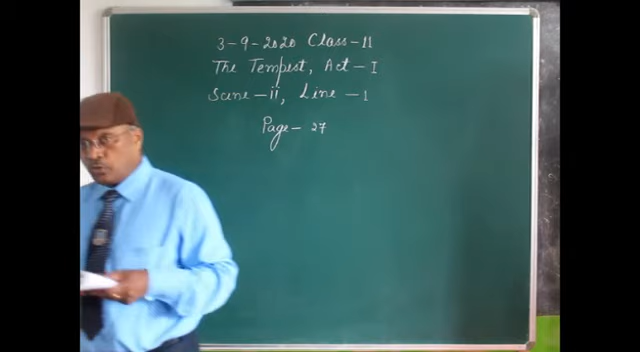 3-9-2020 Class-11
The Tempest, Act-I
Scene-ii, Line-1
Page-27